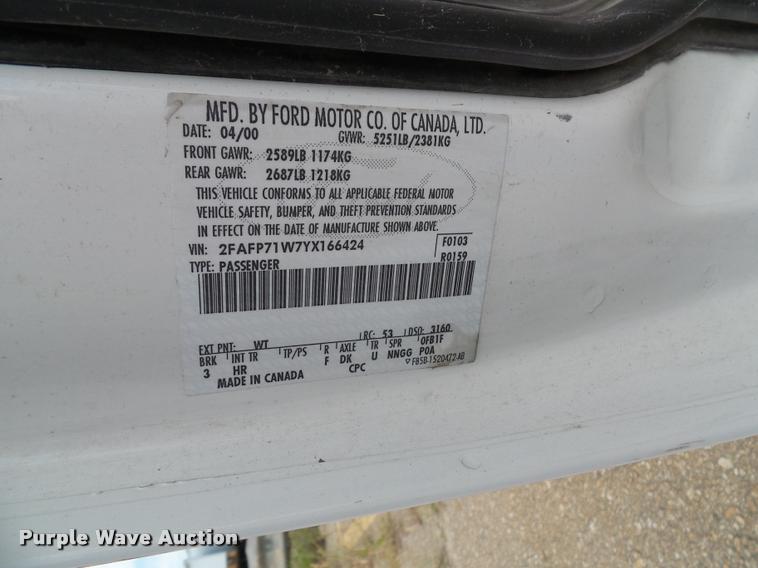 MFD. BY FORD MOTOR CO. OF CANADA, LTD.
DATE: 04/00 GVWR: 5251LB/2381KG
FRONT GAWR: 2589LB 1174KG
REAR GAWR: 2687LB 1218KG
THIS VEHICLE CONFORMS TO ALL APPLICABLE FEDERAL MOTOR
VEHICLE SAFETY, BUMPER, AND THEFT PREVENTION STANDARDS
IN EFFECT ON THE DATE OF MANUFACTURE SHOWN ABOVE.
VIN: 2FAFP71W7YX166424 F0103
TYPE: PASSENGER R0159
EXT PNT: WT RC: 53 DSO: 3160
BRK INT TR TP/PS R AXLE TR SPR 0FB1F
3 HR F DK U NNGG POA
MADE IN CANADA CPC F85B-1520472-AB
Purple Wave Auction